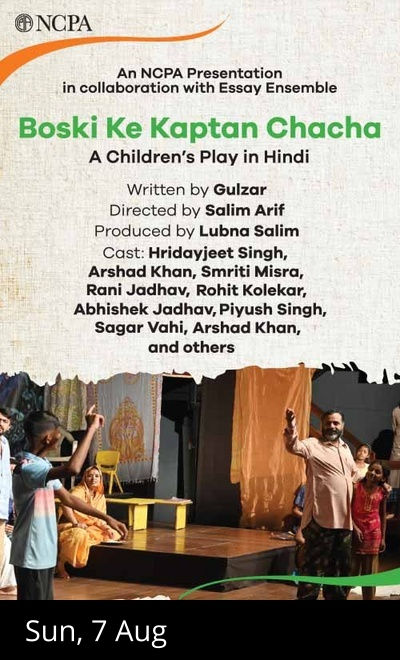 NCPA
An NCPA Presentation
in collaboration with Essay Ensemble
Boski Ke Kaptan Chacha
A Children's Play in Hindi
Written by Gulzar
Directed by Salim Arif
Produced by Lubna Salim
Cast: Hridayjeet Singh,
Arshad Khan, Smriti Misra,
Rani Jadhav, Rohit Kolekar,
Abhishek Jadhav, Piyush Singh,
Sagar Vahi, Arshad Khan,
and others
Sun, 7 Aug